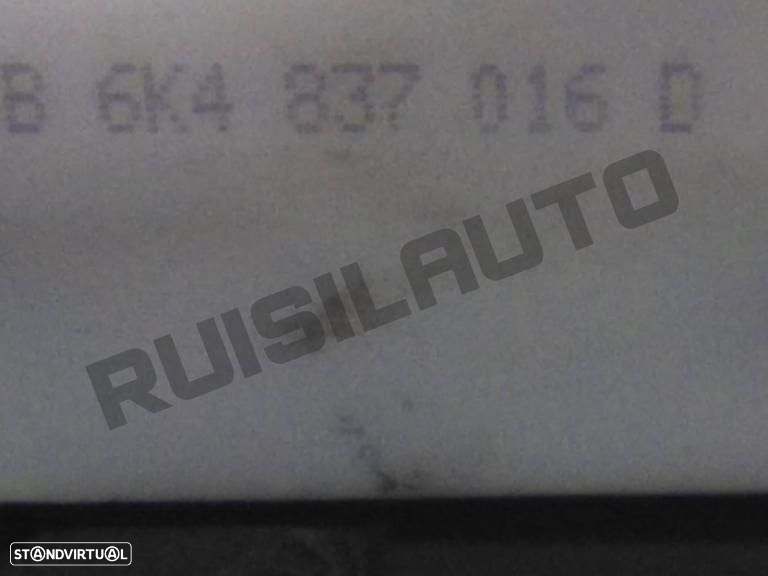 B 6K4 837 016 D
RUISILAUTO
STANDVIRTUAL